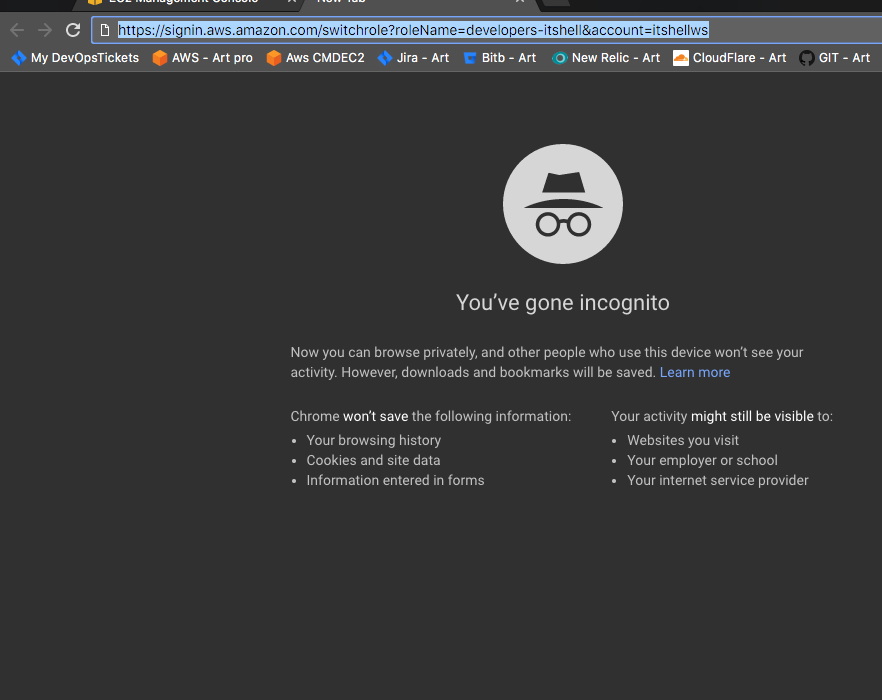 EC2 Management Console
New Tab
https://signin.aws.amazon.com/switchrole?roleName=developers-itshell&account=itshellws
My DevOpsTickets AWS - Art pro Aws CMDEC2 Jira - Art Bitb - Art New Relic - Art CloudFlare - Art GIT - Art
You’ve gone incognito
Now you can browse privately, and other people who use this device won’t see your
activity. However, downloads and bookmarks will be saved. Learn more
Chrome won’t save the following information:
Your browsing history
Cookies and site data
Information entered in forms
Your activity might still be visible to:
Websites you visit
Your employer or school
Your internet service provider